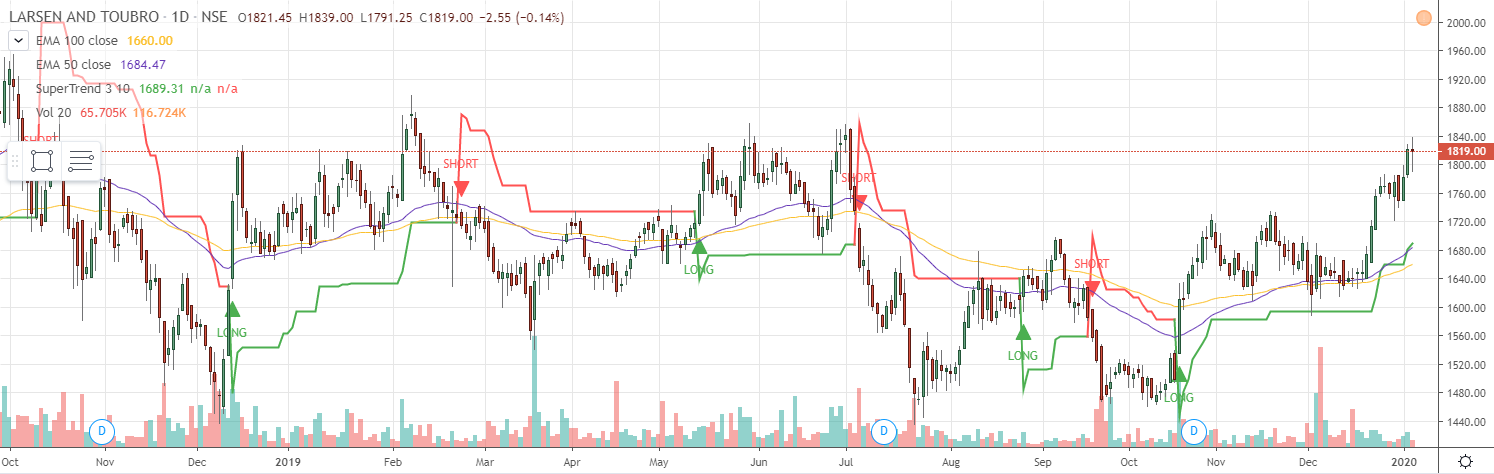 LARSEN AND TOUBRO · 1D · NSE O1821.45 H1839.00 L1791.25 C1819.00 −2.55 (−0.14%)
EMA 100 close 1660.00
EMA 50 close 1684.47
SuperTrend 3 10 1689.31 n/a n/a
Vol 20 65.705K 116.724K
SHORT
SHORT
SHORT
SHORT
LONG
LONG
LONG
LONG
2000.00
1960.00
1920.00
1880.00
1840.00
1819.00
1800.00
1760.00
1720.00
1680.00
1640.00
1600.00
1560.00
1520.00
1480.00
1440.00
D
D
D
Oct Nov Dec 2019 Feb Mar Apr May Jun Jul Aug Sep Oct Nov Dec 2020